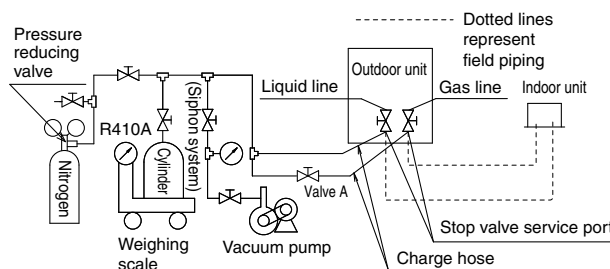 Pressure
reducing
valve
Nitrogen
R410A
Cylinder
(Siphon system)
Weighing
scale
Vacuum pump
Valve A
Charge hose
Stop valve service port
Liquid line
Outdoor unit
Gas line
Indoor unit
Dotted lines
represent
field piping